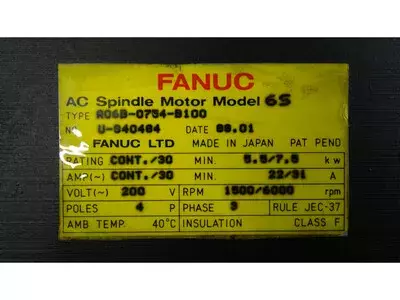 FANUC
AC Spindle Motor Model 6S
TYPE A06B-0754-B100
NO. U-940484 DATE 89.01
FANUC LTD MADE IN JAPAN PAT PEND
RATING CONT./30 MIN. 5.5/7.5 kw
AMP(~) CONT./30 MIN. 22/31 A
VOLT(~) 200 V RPM 1500/6000 rpm
POLES 4 P PHASE 3 RULE JEC-37
AMB TEMP. 40°C INSULATION CLASS F